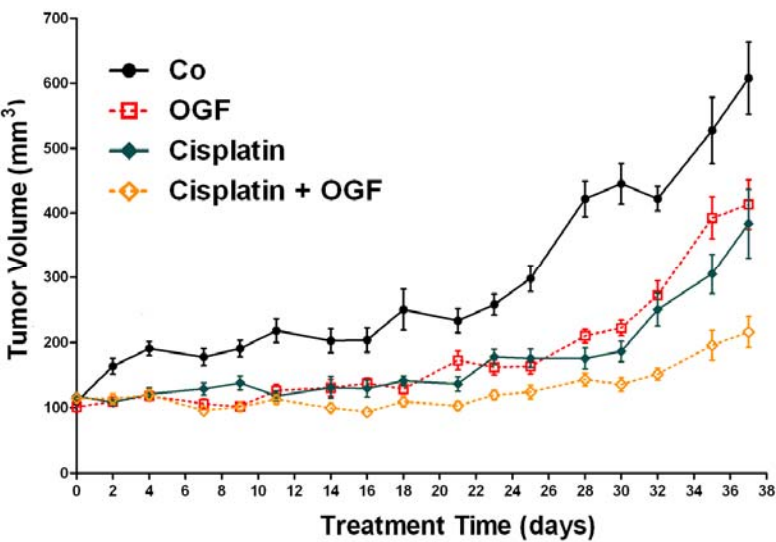 700
600
500
400
300
200
100
0
Tumor Volume (mm³)
Co
OGF
Cisplatin
Cisplatin + OGF
0 2 4 6 8 10 12 14 16 18 20 22 24 26 28 30 32 34 36 38
Treatment Time (days)